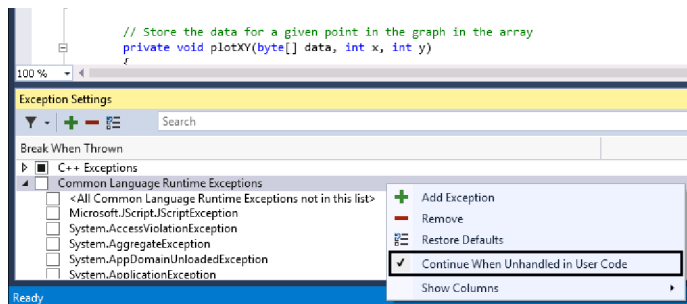 // Store the data for a given point in the graph in the array
private void plotXY(byte[] data, int x, int y)
{
100 %
Exception Settings
Search
Break When Thrown
C++ Exceptions
Common Language Runtime Exceptions
<All Common Language Runtime Exceptions not in this list>
Microsoft.JScript.JScriptException
System.AccessViolationException
System.AggregateException
System.AppDomainUnloadedException
System.ApplicationException
Add Exception
Remove
Restore Defaults
Continue When Unhandled in User Code
Show Columns
Ready